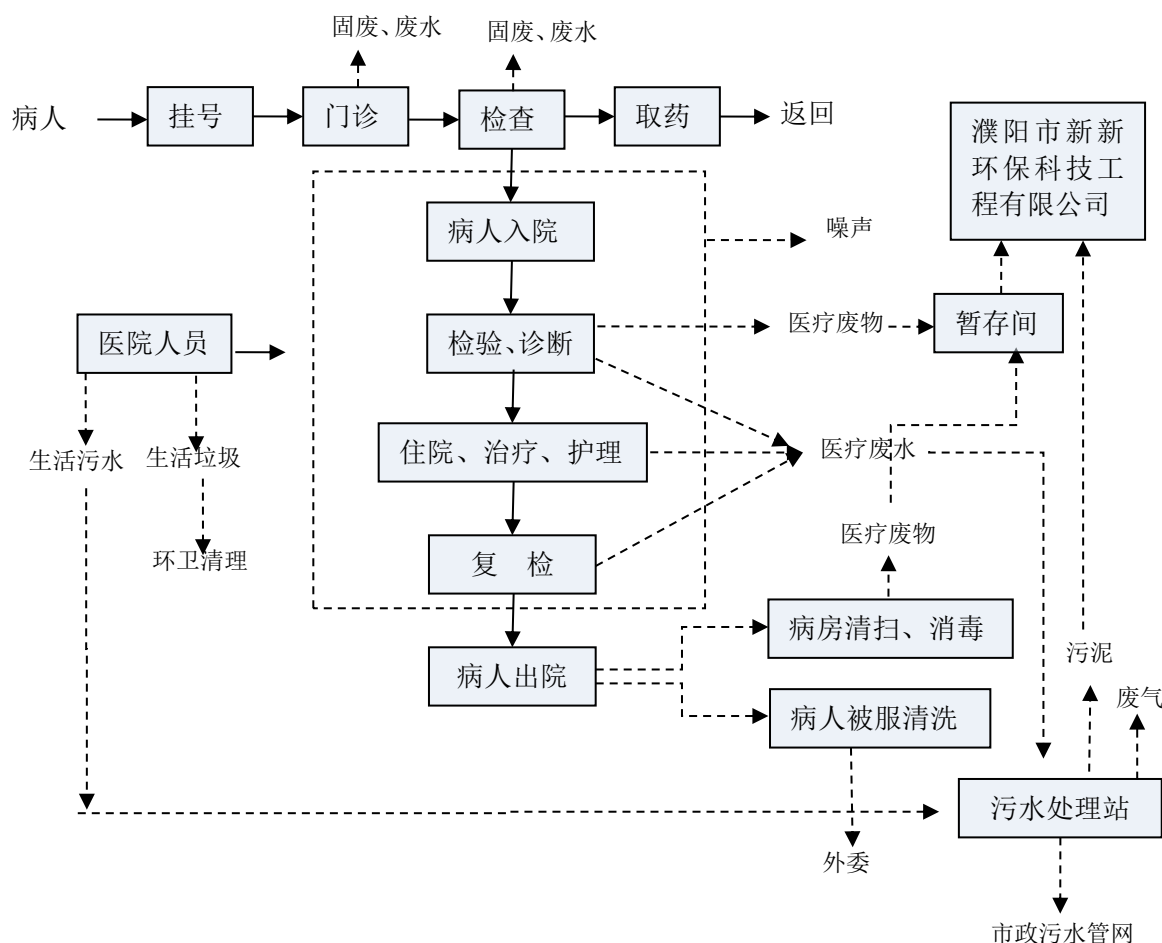 固废、废水
固废、废水
病人
挂号
门诊
检查
取药
返回
濮阳市新新
环保科技工
程有限公司
病人入院
噪声
医院人员
检验、诊断
医疗废物
暂存间
生活污水
生活垃圾
住院、治疗、护理
医疗废水
环卫清理
复 检
医疗废物
病房清扫、消毒
病人出院
污泥
病人被服清洗
废气
污水处理站
外委
市政污水管网